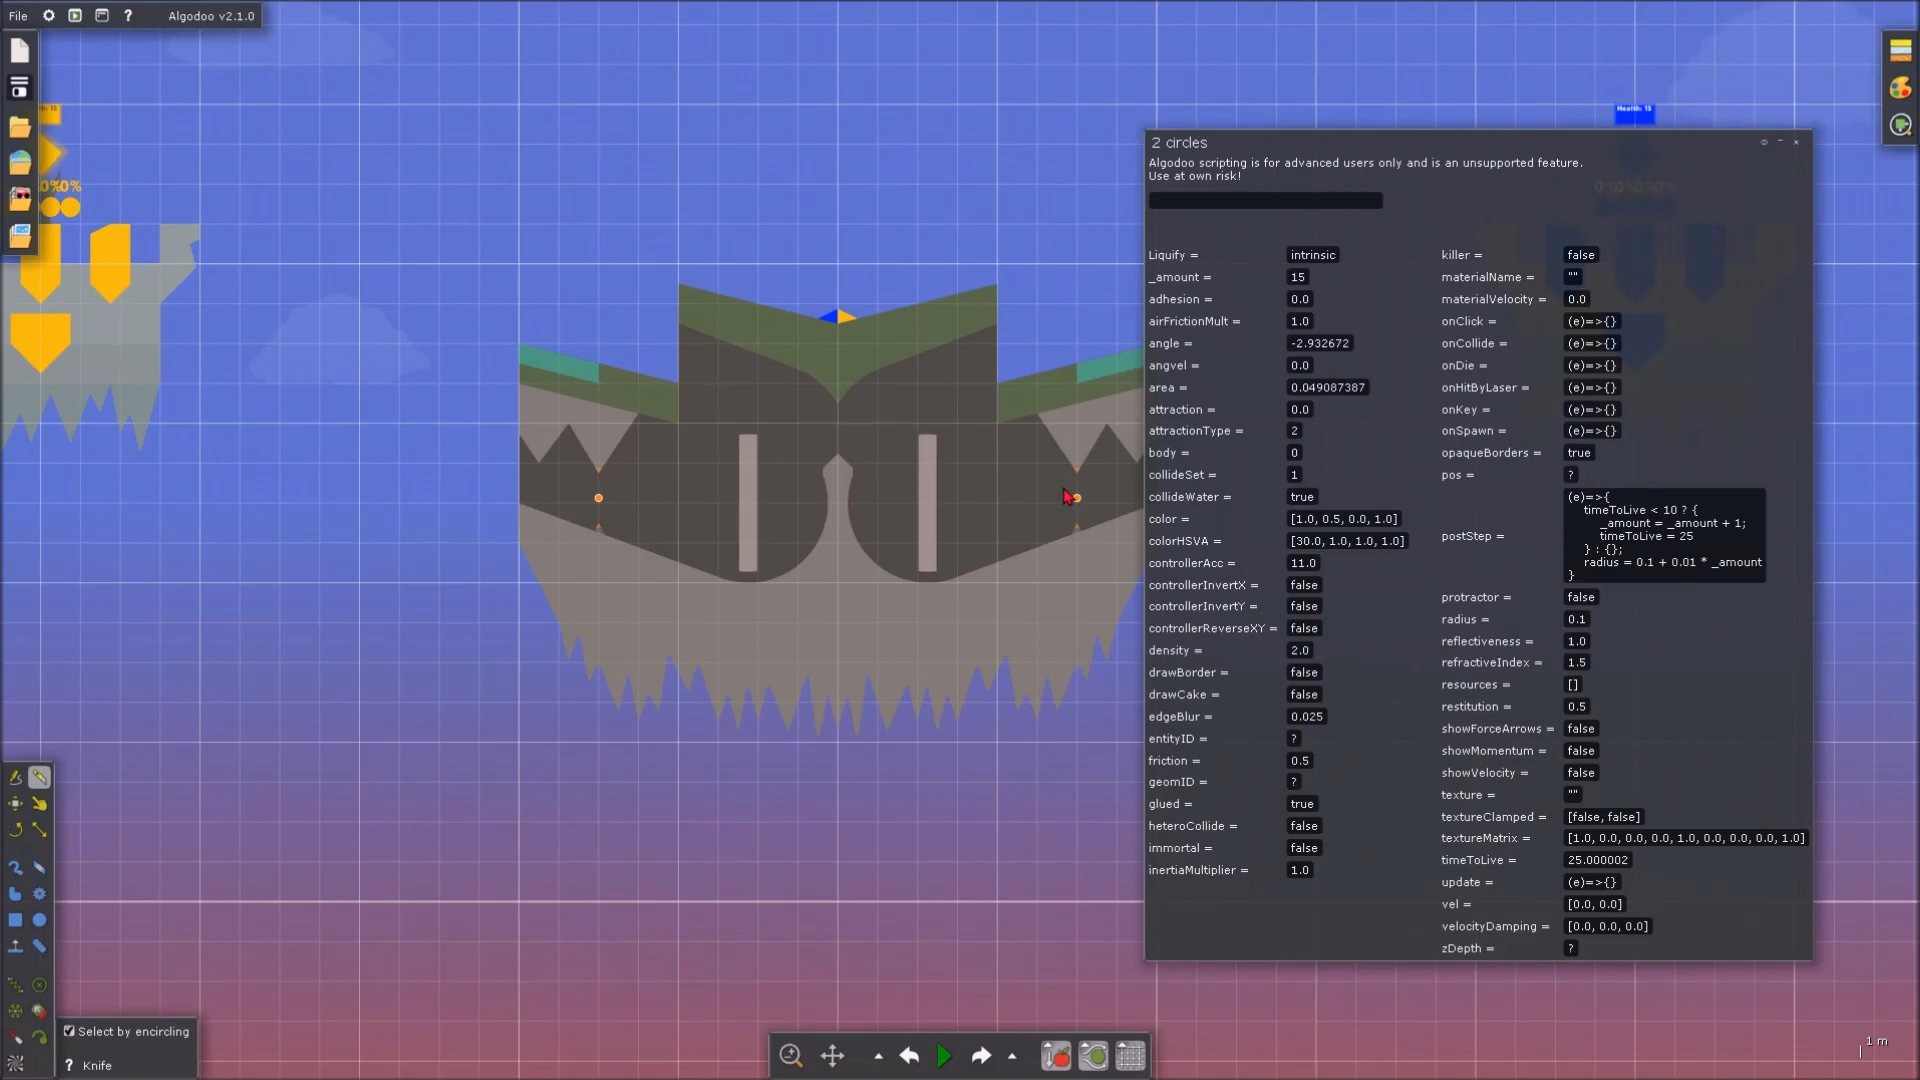 File
?
Algodoo v2.1.0
Health: 15
0%0%
2 circles
Algodoo scripting is for advanced users only and is an unsupported feature.
Use at own risk!
Liquify =
intrinsic
_amount =
15
adhesion =
0.0
airFrictionMult =
1.0
angle =
-2.932672
angvel =
0.0
area =
0.049087387
attraction =
0.0
attractionType =
2
body =
0
collideSet =
1
collideWater =
true
color =
[1.0, 0.5, 0.0, 1.0]
colorHSVA =
[30.0, 1.0, 1.0, 1.0]
controllerAcc =
11.0
controllerInvertX =
false
controllerInvertY =
false
controllerReverseXY =
false
density =
2.0
drawBorder =
false
drawCake =
false
edgeBlur =
0.025
entityID =
?
friction =
0.5
geomID =
?
glued =
true
heteroCollide =
false
immortal =
false
inertiaMultiplier =
1.0
killer =
false
materialName =
""
materialVelocity =
0.0
onClick =
(e)=>{}
onCollide =
(e)=>{}
onDie =
(e)=>{}
onHitByLaser =
(e)=>{}
onKey =
(e)=>{}
onSpawn =
(e)=>{}
opaqueBorders =
true
pos =
?
postStep =
(e)=>{
timeToLive < 10 ? {
_amount = _amount + 1;
timeToLive = 25
} : {};
radius = 0.1 + 0.01 * _amount
}
protractor =
false
radius =
0.1
reflectiveness =
1.0
refractiveIndex =
1.5
resources =
[]
restitution =
0.5
showForceArrows =
false
showMomentum =
false
showVelocity =
false
texture =
""
textureClamped =
[false, false]
textureMatrix =
[1.0, 0.0, 0.0, 0.0, 1.0, 0.0, 0.0, 0.0, 1.0]
timeToLive =
25.000002
update =
(e)=>{}
vel =
[0.0, 0.0]
velocityDamping =
[0.0, 0.0, 0.0]
zDepth =
?
Select by encircling
? Knife
1 m